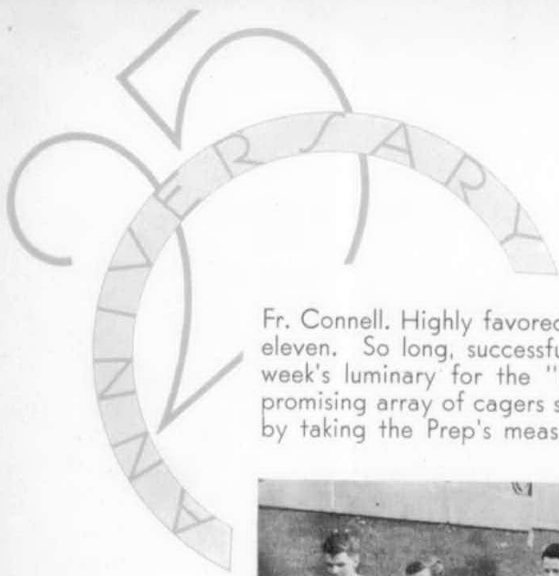 25
ANNIVERSARY
Fr. Connell. Highly favored
eleven. So long, successfu
week's luminary for the "
promising array of cagers s
by taking the Prep's meas